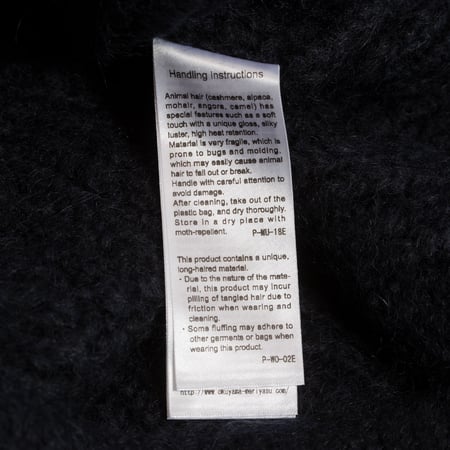 Handling Instructions
Animal hair (cashmere, alpaca,
mohair, angora, camel) has
special features such as a soft
touch with a unique gloss, silky
luster, high heat retention.
Material is very fragile, which is
prone to bugs and molding,
which may easily cause animal
hair to fall out or break.
Handle with careful attention to
avoid damage.
After cleaning, take out of the
plastic bag, and dry thoroughly.
Store in a dry place with
moth-repellent. P-MU-18E
This product contains a unique,
long-haired material.
・Due to the nature of the mate-
rial, this product may incur
pilling of tangled hair due to
friction when wearing and
cleaning.
・Some fluffing may adhere to
other garments or bags when
wearing this product.
P-WO-02E
http://www.okuyama-meriyasu.com/